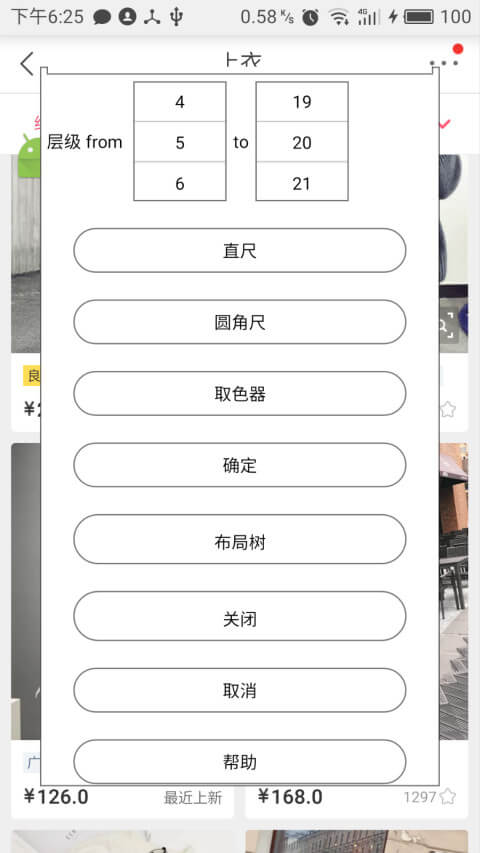 下午6:25
0.58 K/s
4G
100
上衣
层级 from
4
5
6
to
19
20
21
直尺
圆角尺
取色器
确定
布局树
关闭
取消
帮助
良
¥
广
¥126.0
最近上新
¥168.0
1297